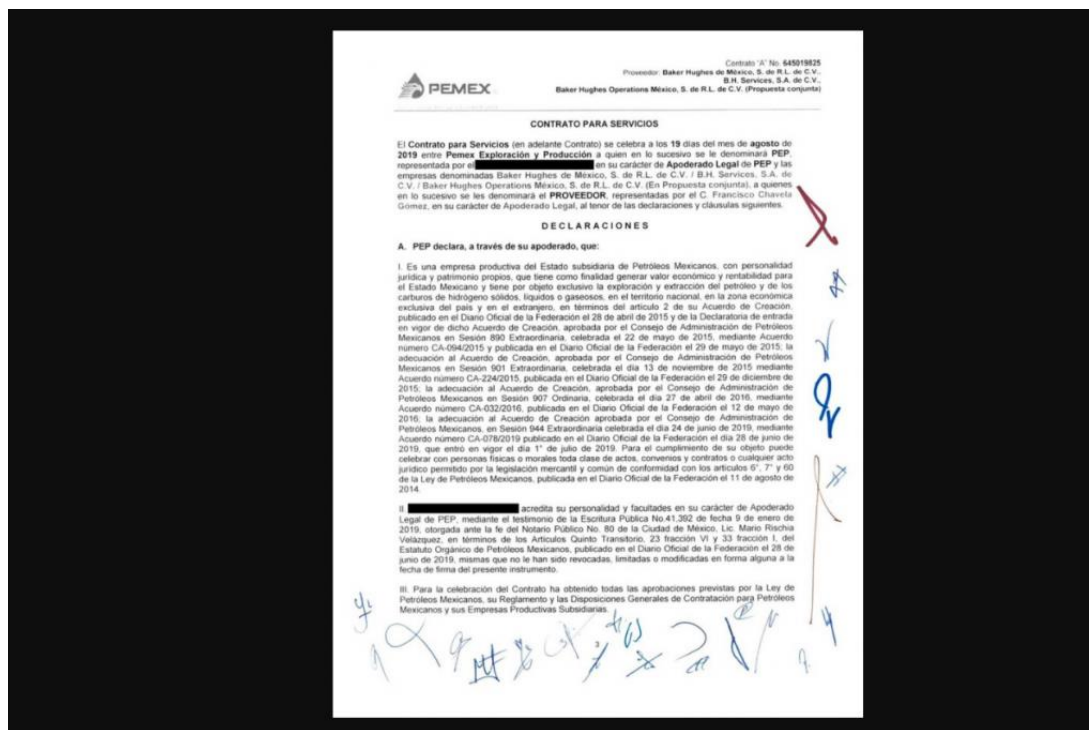 Contrato "A" No. 645019825
Proveedor: Baker Hughes de México, S. de R.L. de C.V.,
B.H. Services, S.A. de C.V.,
Baker Hughes Operations México, S. de R.L. de C.V. (Propuesta conjunta)
PEMEX
CONTRATO PARA SERVICIOS
El Contrato para Servicios (en adelante Contrato) se celebra a los 19 días del mes de agosto de
2019 entre Pemex Exploración y Producción a quien en lo sucesivo se le denominará PEP,
representada por el en su carácter de Apoderado Legal de PEP y las
empresas denominadas Baker Hughes de México, S. de R.L. de C.V. / B.H. Services, S.A. de
C.V. / Baker Hughes Operations México, S. de R.L. de C.V. (En Propuesta conjunta), a quienes
en lo sucesivo se les denominará el PROVEEDOR, representadas por el C. Francisco Chavela
Gómez, en su carácter de Apoderado Legal, al tenor de las declaraciones y cláusulas siguientes.
DECLARACIONES
A. PEP declara, a través de su apoderado, que:
I. Es una empresa productiva del Estado subsidiaria de Petróleos Mexicanos, con personalidad
jurídica y patrimonio propios, que tiene como finalidad generar valor económico y rentabilidad para
el Estado Mexicano y tiene por objeto exclusivo la exploración y extracción del petróleo y de los
carburos de hidrógeno sólidos, líquidos o gaseosos, en el territorio nacional, en la zona económica
exclusiva del país y en el extranjero, en términos del artículo 2 de su Acuerdo de Creación,
publicado en el Diario Oficial de la Federación el 28 de abril de 2015 y de la Declaratoria de entrada
en vigor de dicho Acuerdo de Creación, aprobada por el Consejo de Administración de Petróleos
Mexicanos en Sesión 890 Extraordinaria, celebrada el 22 de mayo de 2015, mediante Acuerdo
número CA-094/2015 y publicada en el Diario Oficial de la Federación el 29 de mayo de 2015; la
adecuación al Acuerdo de Creación, aprobada por el Consejo de Administración de Petróleos
Mexicanos en Sesión 901 Extraordinaria, celebrada el día 13 de noviembre de 2015 mediante
Acuerdo número CA-224/2015, publicada en el Diario Oficial de la Federación el 29 de diciembre de
2015; la adecuación al Acuerdo de Creación, aprobada por el Consejo de Administración de
Petróleos Mexicanos en Sesión 907 Ordinaria, celebrada el día 27 de abril de 2016, mediante
Acuerdo número CA-032/2016, publicada en el Diario Oficial de la Federación el 12 de mayo de
2016; la adecuación al Acuerdo de Creación aprobada por el Consejo de Administración de
Petróleos Mexicanos, en Sesión 944 Extraordinaria celebrada el día 24 de junio de 2019, mediante
Acuerdo número CA-078/2019 publicado en el Diario Oficial de la Federación el día 28 de junio de
2019, que entró en vigor el día 1° de julio de 2019. Para el cumplimiento de su objeto puede
celebrar con personas físicas o morales toda clase de actos, convenios y contratos o cualquier acto
jurídico permitido por la legislación mercantil y común de conformidad con los artículos 6°, 7° y 60
de la Ley de Petróleos Mexicanos, publicada en el Diario Oficial de la Federación el 11 de agosto de
2014.
II. acredita su personalidad y facultades en su carácter de Apoderado
Legal de PEP, mediante el testimonio de la Escritura Pública No.41,392 de fecha 9 de enero de
2019, otorgada ante la fe del Notario Público No. 80 de la Ciudad de México, Lic. Mario Rischia
Velázquez, en términos de los Artículos Quinto Transitorio, 23 fracción VI y 33 fracción I, del
Estatuto Orgánico de Petróleos Mexicanos, publicado en el Diario Oficial de la Federación el 28 de
junio de 2019, mismas que no le han sido revocadas, limitadas o modificadas en forma alguna a la
fecha de firma del presente instrumento.
III. Para la celebración del Contrato ha obtenido todas las aprobaciones previstas por la Ley de
Petróleos Mexicanos, su Reglamento y las Disposiciones Generales de Contratación para Petróleos
Mexicanos y sus Empresas Productivas Subsidiarias.